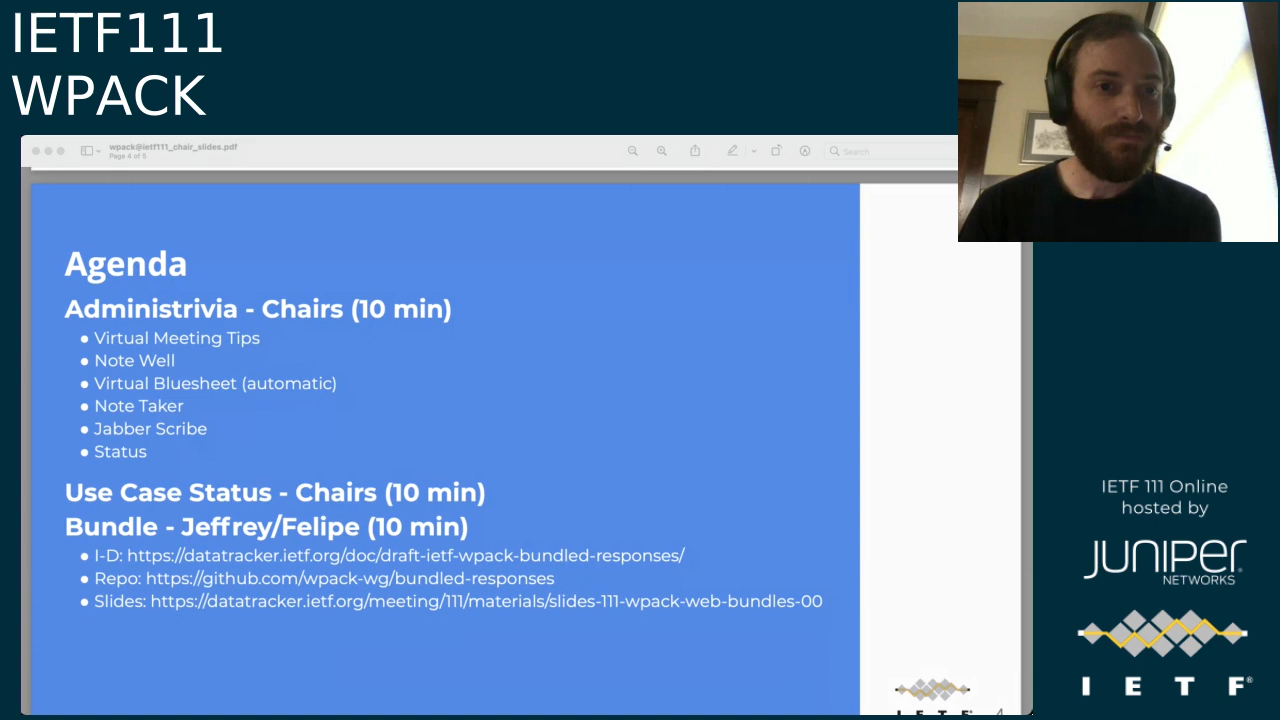 IETF111
WPACK
wpack@ietf111_chair_slides.pdf
Page 4 of 5
Search
Agenda
Administrivia - Chairs (10 min)
● Virtual Meeting Tips
● Note Well
● Virtual Bluesheet (automatic)
● Note Taker
● Jabber Scribe
● Status
Use Case Status - Chairs (10 min)
Bundle - Jeffrey/Felipe (10 min)
● I-D: https://datatracker.ietf.org/doc/draft-ietf-wpack-bundled-responses/
● Repo: https://github.com/wpack-wg/bundled-responses
● Slides: https://datatracker.ietf.org/meeting/111/materials/slides-111-wpack-web-bundles-00
I E T F® 4
IETF 111 Online
hosted by
JUNIPER
NETWORKS
I E T F®